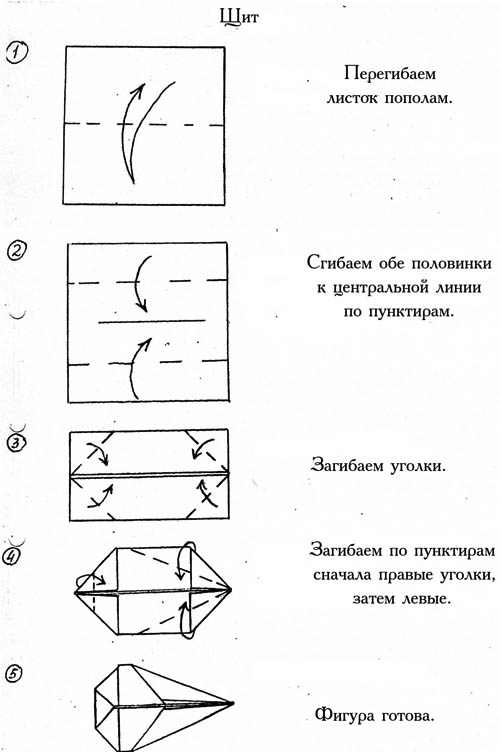 Щит
1
Перегибаем
листок пополам.
2
Сгибаем обе половинки
к центральной линии
по пунктирам.
3
Загибаем уголки.
4
Загибаем по пунктирам
сначала правые уголки,
затем левые.
5
Фигура готова.